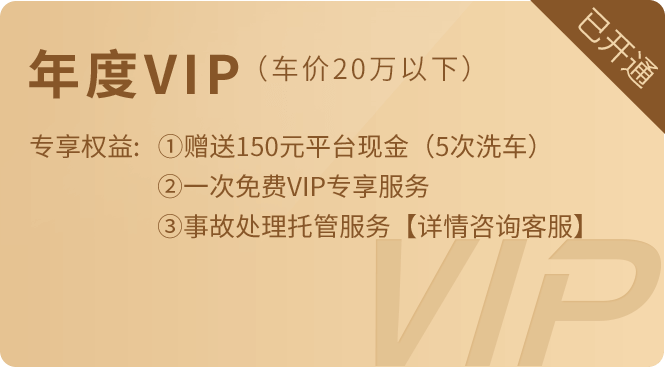 已开通
年度VIP（车价20万以下）
专享权益: ①赠送150元平台现金（5次洗车）
②一次免费VIP专享服务
③事故处理托管服务【详情咨询客服】
VIP